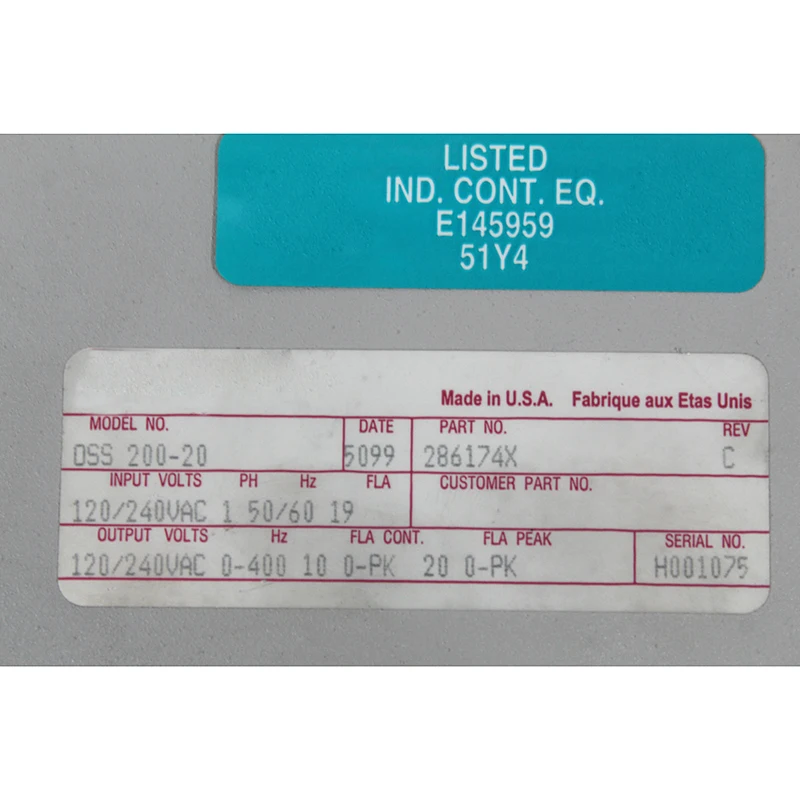 LISTED
IND. CONT. EQ.
E145959
51Y4
Made in U.S.A. Fabrique aux Etas Unis
MODEL NO. DATE PART NO. REV
OSS 200-20 5099 286174X C
INPUT VOLTS PH Hz FLA CUSTOMER PART NO.
120/240VAC 1 50/60 19
OUTPUT VOLTS Hz FLA CONT. FLA PEAK SERIAL NO.
120/240VAC 0-400 10 0-PK 20 0-PK H001075